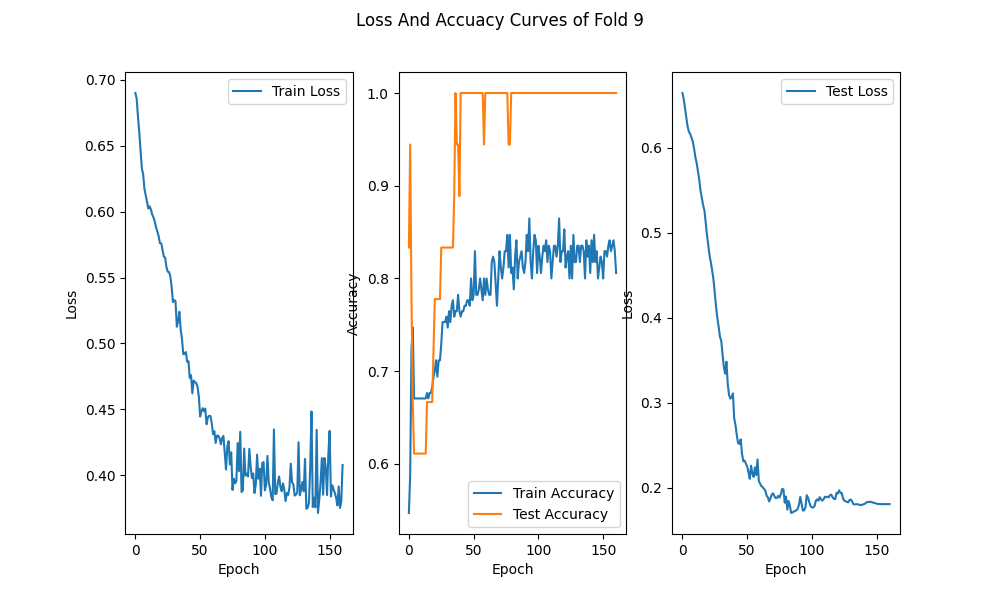 Loss And Accuacy Curves of Fold 9
Train Loss
0.70
0.65
0.60
0.55
0.50
0.45
0.40
Loss
0
50
100
150
Epoch
1.0
0.9
0.8
0.7
0.6
Accuracy
Train Accuracy
Test Accuracy
0
50
100
150
Epoch
Test Loss
0.6
0.5
0.4
0.3
0.2
Loss
0
50
100
150
Epoch